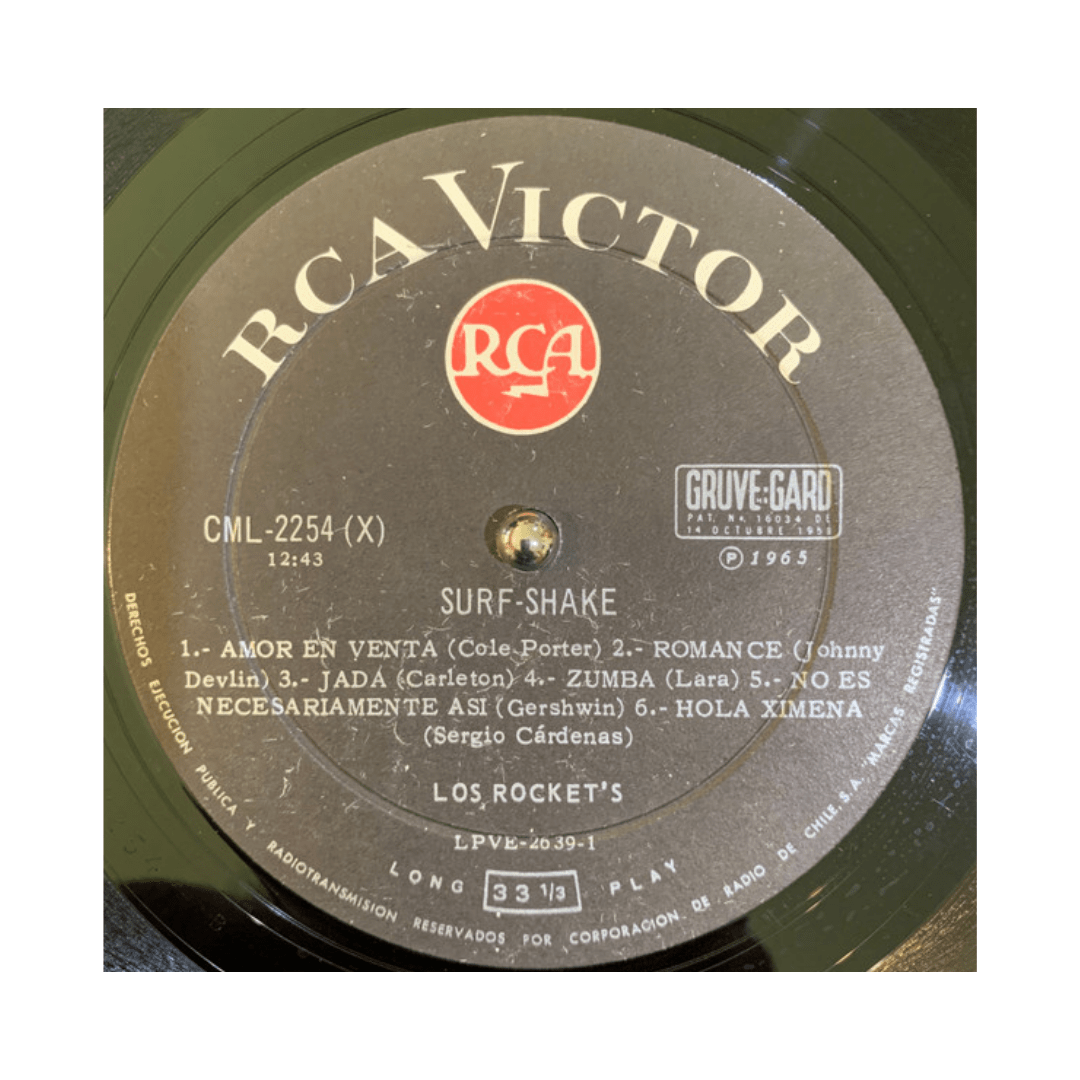 RCA VICTOR
RCA
GRUVE-GARD
PAT. No. 16034 DE
14 OCTUBRE 1955
CML-2254 (X)
12:43
Ⓟ 1965
SURF-SHAKE
1.- AMOR EN VENTA (Cole Porter) 2.- ROMANCE (Johnny
Devlin) 3.- JADA (Carleton) 4.- ZUMBA (Lara) 5.- NO ES
NECESARIAMENTE ASI (Gershwin) 6.- HOLA XIMENA
(Sergio Cárdenas)
LOS ROCKET'S
LPVE-2639-1
LONG 33 1/3 PLAY
DERECHOS EJECUCION PUBLICA Y RADIOTRANSMISION RESERVADOS POR CORPORACION DE RADIO DE CHILE, S.A. "MARCAS REGISTRADAS"